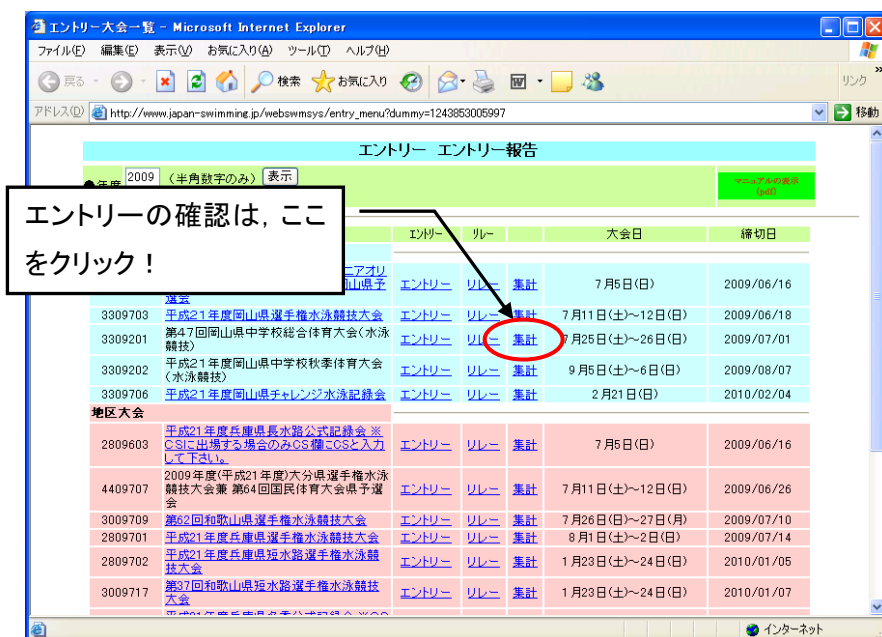 エントリー大会一覧 - Microsoft Internet Explorer
ファイル(F) 編集(E) 表示(V) お気に入り(A) ツール(T) ヘルプ(H)
戻る 検索 お気に入り リンク »
アドレス(D) http://www.japan-swimming.jp/webswmsys/entry_menu?dummy=1243853005997 移動
エントリー エントリー報告
●年度 2009 (半角数字のみ) 表示 マニュアルの表示
(pdf)
エントリーの確認は，ここ
をクリック！
エントリー リレー 大会日 締切日
ニアオリ
山県予
選会 エントリー リレー 集計 7月5日(日) 2009/06/16
3309703 平成21年度岡山県選手権水泳競技大会 エントリー リレー 集計 7月11日(土)～12日(日) 2009/06/18
3309201 第47回岡山県中学校総合体育大会(水泳
競技) エントリー リレー 集計 7月25日(土)～26日(日) 2009/07/01
3309202 平成21年度岡山県中学校秋季体育大会
(水泳競技) エントリー リレー 集計 9月5日(土)～6日(日) 2009/08/07
3309706 平成21年度岡山県チャレンジ水泳記録会 エントリー リレー 集計 2月21日(日) 2010/02/04
地区大会
2809603 平成21年度兵庫県長水路公式記録会 ※
CSIに出場する場合のみCS欄にCSと入力
して下さい。 エントリー リレー 集計 7月5日(日) 2009/06/16
4409707 2009年度(平成21年度)大分県選手権水泳
競技大会兼 第64回国民体育大会県予選
会 エントリー リレー 集計 7月11日(土)～12日(日) 2009/06/26
3009709 第62回和歌山県選手権水泳競技大会 エントリー リレー 集計 7月26日(日)～27日(月) 2009/07/10
2809701 平成21年度兵庫県選手権水泳競技大会 エントリー リレー 集計 8月1日(土)～2日(日) 2009/07/14
2809702 平成21年度兵庫県短水路選手権水泳競
技大会 エントリー リレー 集計 1月23日(土)～24日(日) 2010/01/05
3009717 第37回和歌山県短水路選手権水泳競技
大会 エントリー リレー 集計 1月23日(土)～24日(日) 2010/01/07
インターネット